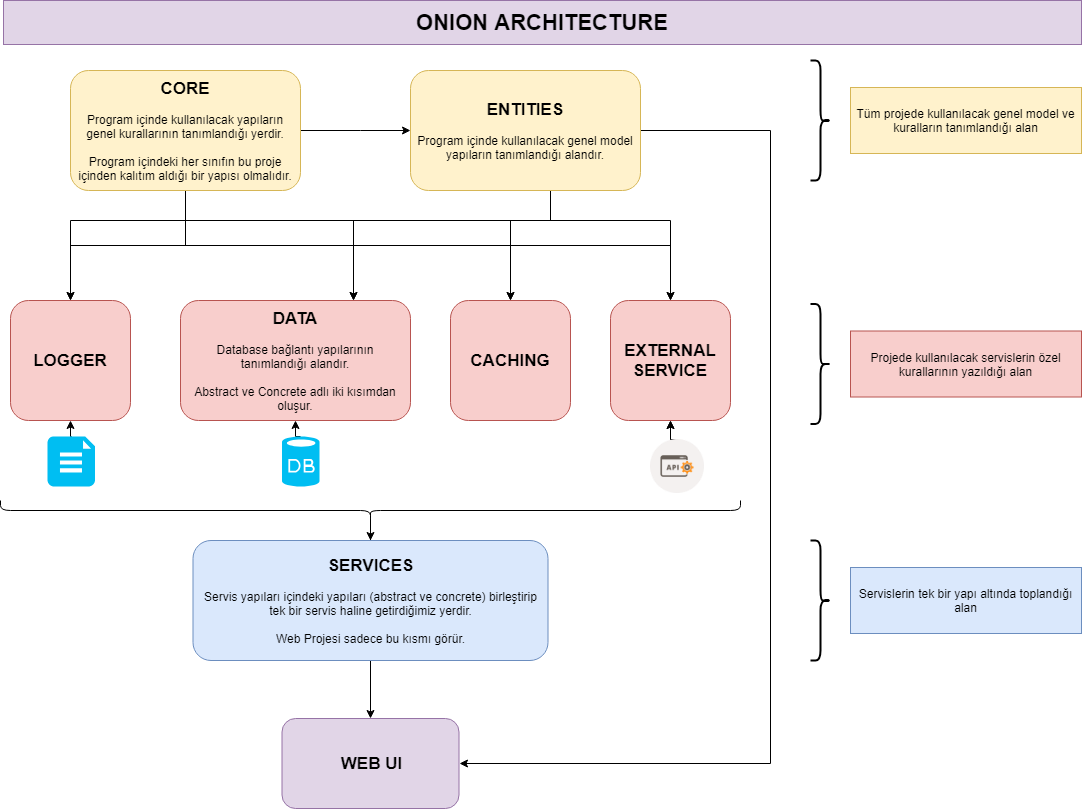 ONION ARCHITECTURE
CORE
Program içinde kullanılacak yapıların
genel kurallarının tanımlandığı yerdir.
Program içindeki her sınıfın bu proje
içinden kalıtım aldığı bir yapısı olmalıdır.
ENTITIES
Program içinde kullanılacak genel model
yapıların tanımlandığı alandır.
Tüm projede kullanılacak genel model ve
kuralların tanımlandığı alan
LOGGER
DATA
Database bağlantı yapılarının
tanımlandığı alandır.
Abstract ve Concrete adlı iki kısımdan
oluşur.
CACHING
EXTERNAL
SERVICE
Projede kullanılacak servislerin özel
kurallarının yazıldığı alan
DB
API
SERVICES
Servis yapıları içindeki yapıları (abstract ve concrete) birleştirip
tek bir servis haline getirdiğimiz yerdir.
Web Projesi sadece bu kısmı görür.
Servislerin tek bir yapı altında toplandığı
alan
WEB UI